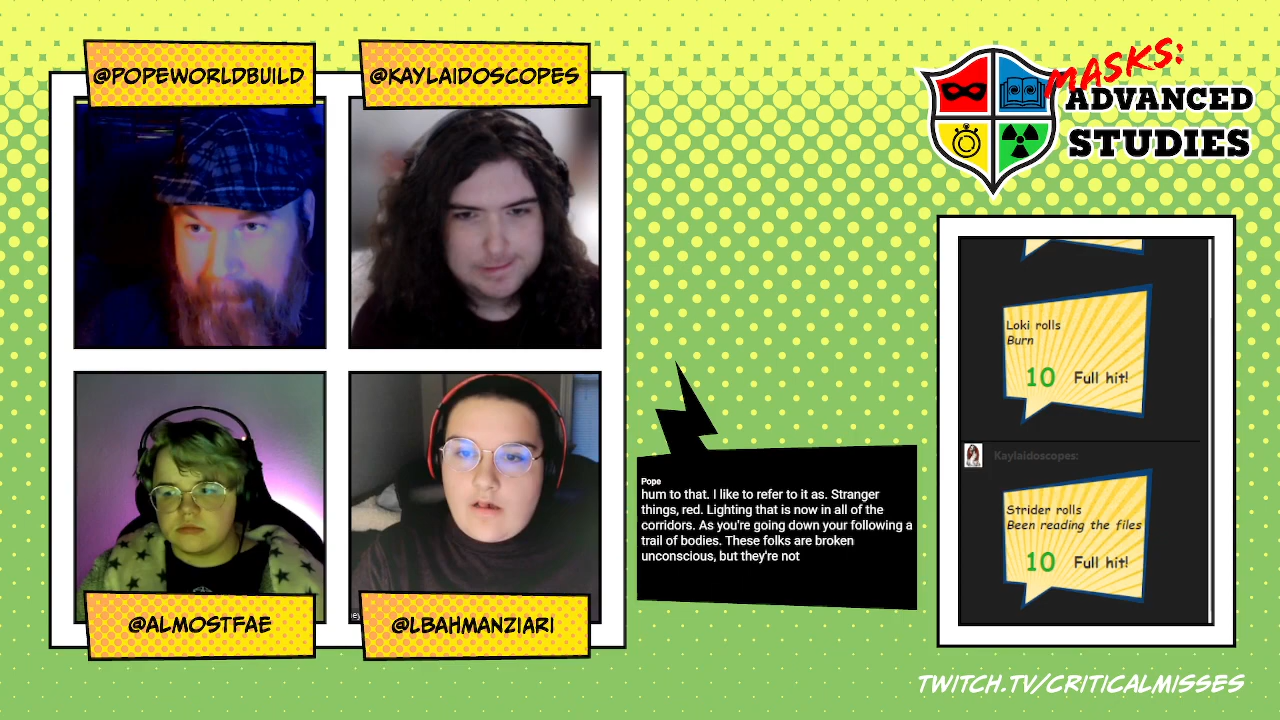 @POPEWORLDBUILD
@KAYLAIDOSCOPES
@ALMOSTFAE
@LBAHMANZIARI
MASKS:
ADVANCED
STUDIES
Pope
hum to that. I like to refer to it as. Stranger
things, red. Lighting that is now in all of the
corridors. As you're going down your following a
trail of bodies. These folks are broken
unconscious, but they're not
Loki rolls
Burn
10 Full hit!
Kaylaidoscopes:
Strider rolls
Been reading the files
10 Full hit!
TWITCH.TV/CRITICALMISSES